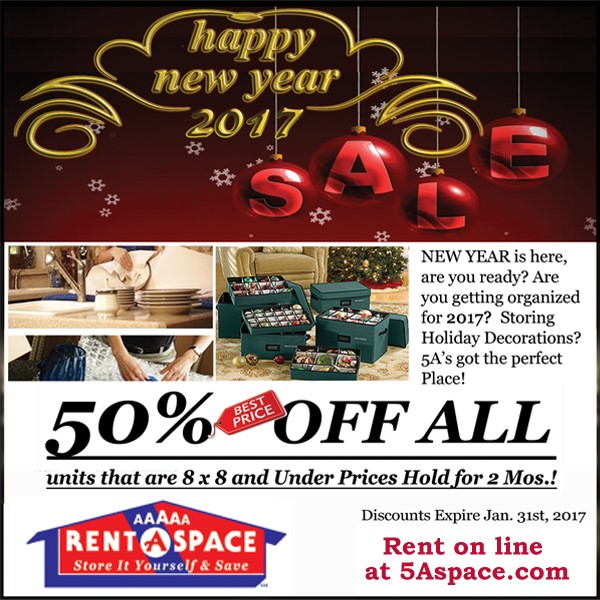 happy
new year
2017
SALE
NEW YEAR is here,
are you ready? Are
you getting organized
for 2017? Storing
Holiday Decorations?
5A's got the perfect
Place!
50% BEST PRICE OFF ALL
units that are 8 x 8 and Under Prices Hold for 2 Mos.!
AAAAA
RENT A SPACE
Store It Yourself & Save
Discounts Expire Jan. 31st, 2017
Rent on line
at 5Aspace.com